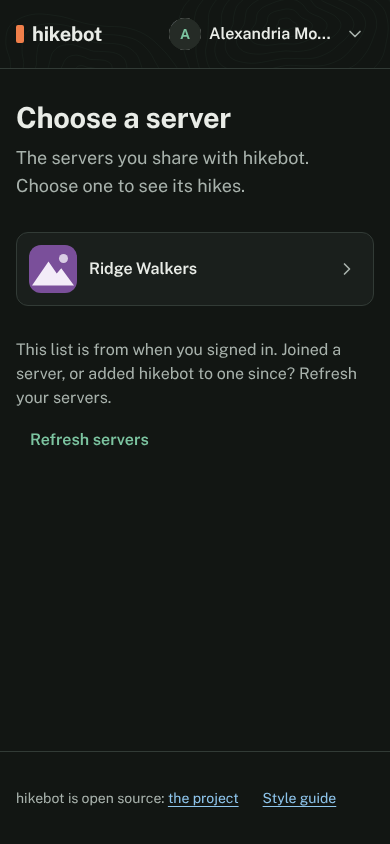 hikebot
A
Alexandria Mo...
Choose a server
The servers you share with hikebot.
Choose one to see its hikes.
Ridge Walkers
This list is from when you signed in. Joined a
server, or added hikebot to one since? Refresh
your servers.
Refresh servers
hikebot is open source: the project
Style guide